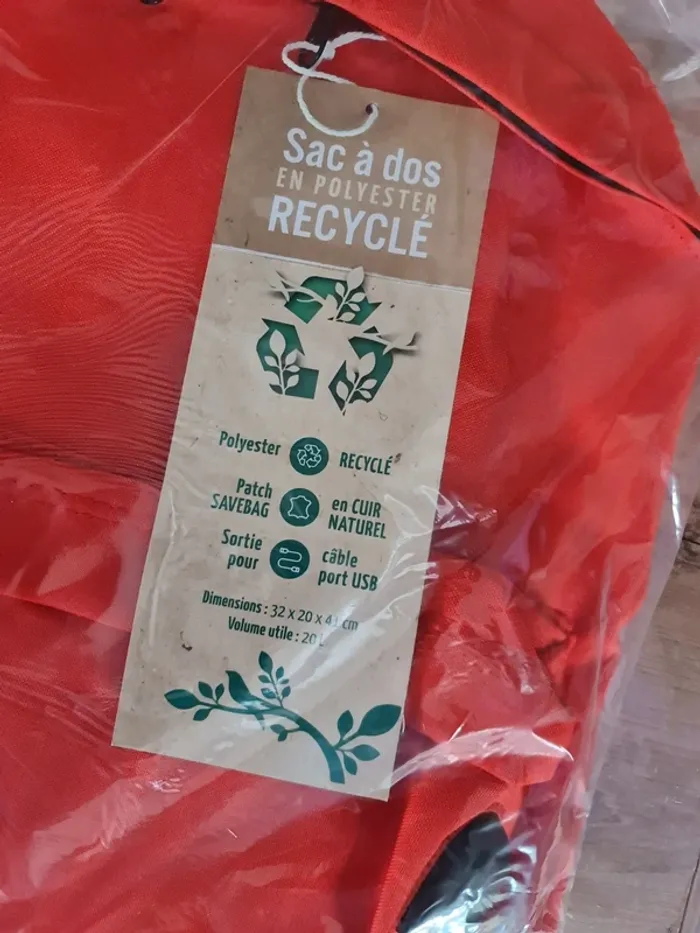 Sac à dos
EN POLYESTER
RECYCLÉ
Polyester RECYCLÉ
Patch SAVEBAG en CUIR NATUREL
Sortie pour câble port USB
Dimensions : 32 x 20 x 41 cm
Volume utile : 20 L